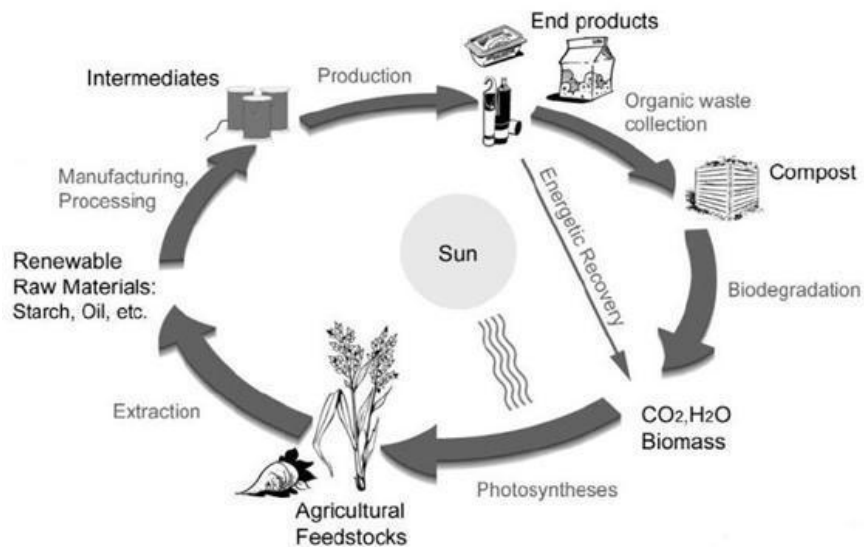 End products
Intermediates
Production
Organic waste
collection
Manufacturing,
Processing
Compost
Energetic Recovery
Sun
Renewable
Raw Materials:
Starch, Oil, etc.
Biodegradation
Extraction
CO2,H2O
Biomass
Photosyntheses
Agricultural
Feedstocks